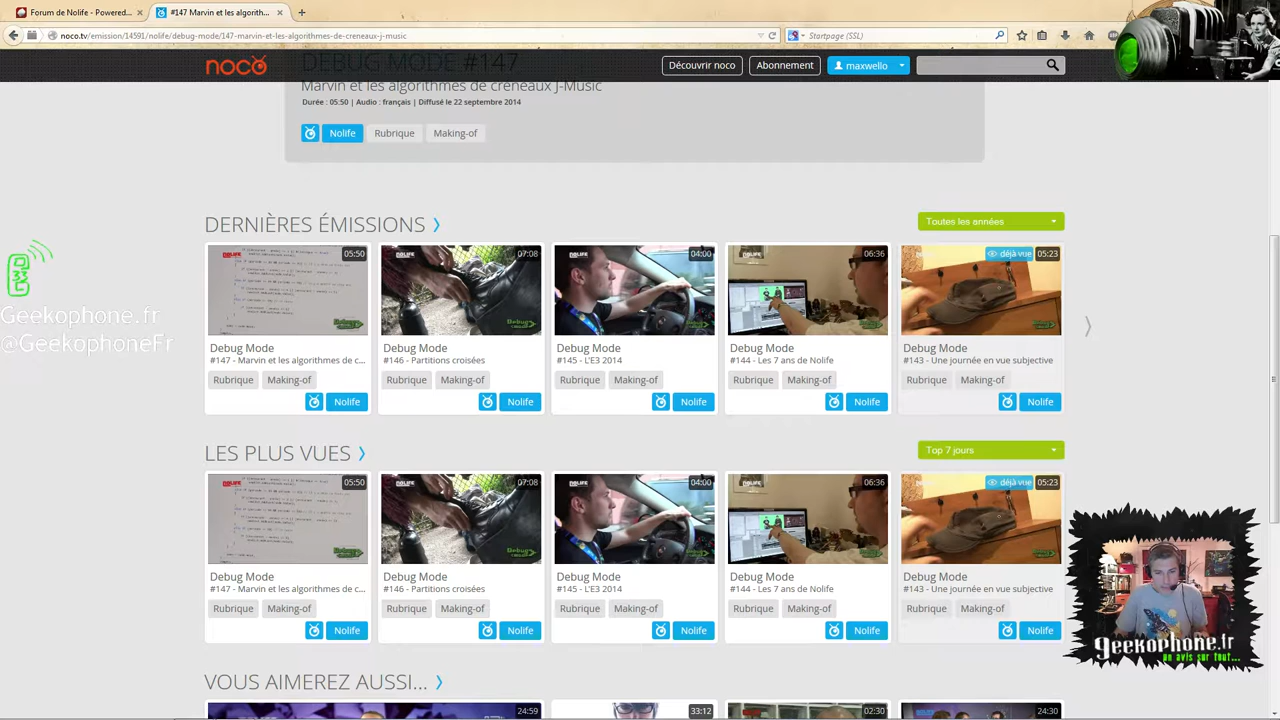 Forum de Nolife - Powered... ×
#147 Marvin et les algorith... ×
+
noco.tv/emission/14591/nolife/debug-mode/147-marvin-et-les-algorithmes-de-creneaux-j-music
Startpage (SSL)
noco
Découvrir noco
Abonnement
maxwello
DEBUG MODE #147
Marvin et les algorithmes de créneaux J-Music
Durée : 05:50 | Audio : français | Diffusé le 22 septembre 2014
Nolife Rubrique Making-of
DERNIÈRES ÉMISSIONS
Toutes les années
05:50 07:08 04:00 06:36 déjà vue 05:23
Debug Mode Debug Mode Debug Mode Debug Mode Debug Mode
#147 - Marvin et les algorithmes de c... #146 - Partitions croisées #145 - L'E3 2014 #144 - Les 7 ans de Nolife #143 - Une journée en vue subjective
Rubrique Making-of Rubrique Making-of Rubrique Making-of Rubrique Making-of Rubrique Making-of
Nolife Nolife Nolife Nolife Nolife
Geekophone.fr
@GeekophoneFr
LES PLUS VUES
Top 7 jours
05:50 07:08 04:00 06:36 déjà vue 05:23
Debug Mode Debug Mode Debug Mode Debug Mode Debug Mode
#147 - Marvin et les algorithmes de c... #146 - Partitions croisées #145 - L'E3 2014 #144 - Les 7 ans de Nolife #143 - Une journée en vue subjective
Rubrique Making-of Rubrique Making-of Rubrique Making-of Rubrique Making-of Rubrique Making-of
Nolife Nolife Nolife Nolife Nolife
geekophone.fr
un avis sur tout...
VOUS AIMEREZ AUSSI...
24:59 33:12 02:30 24:30